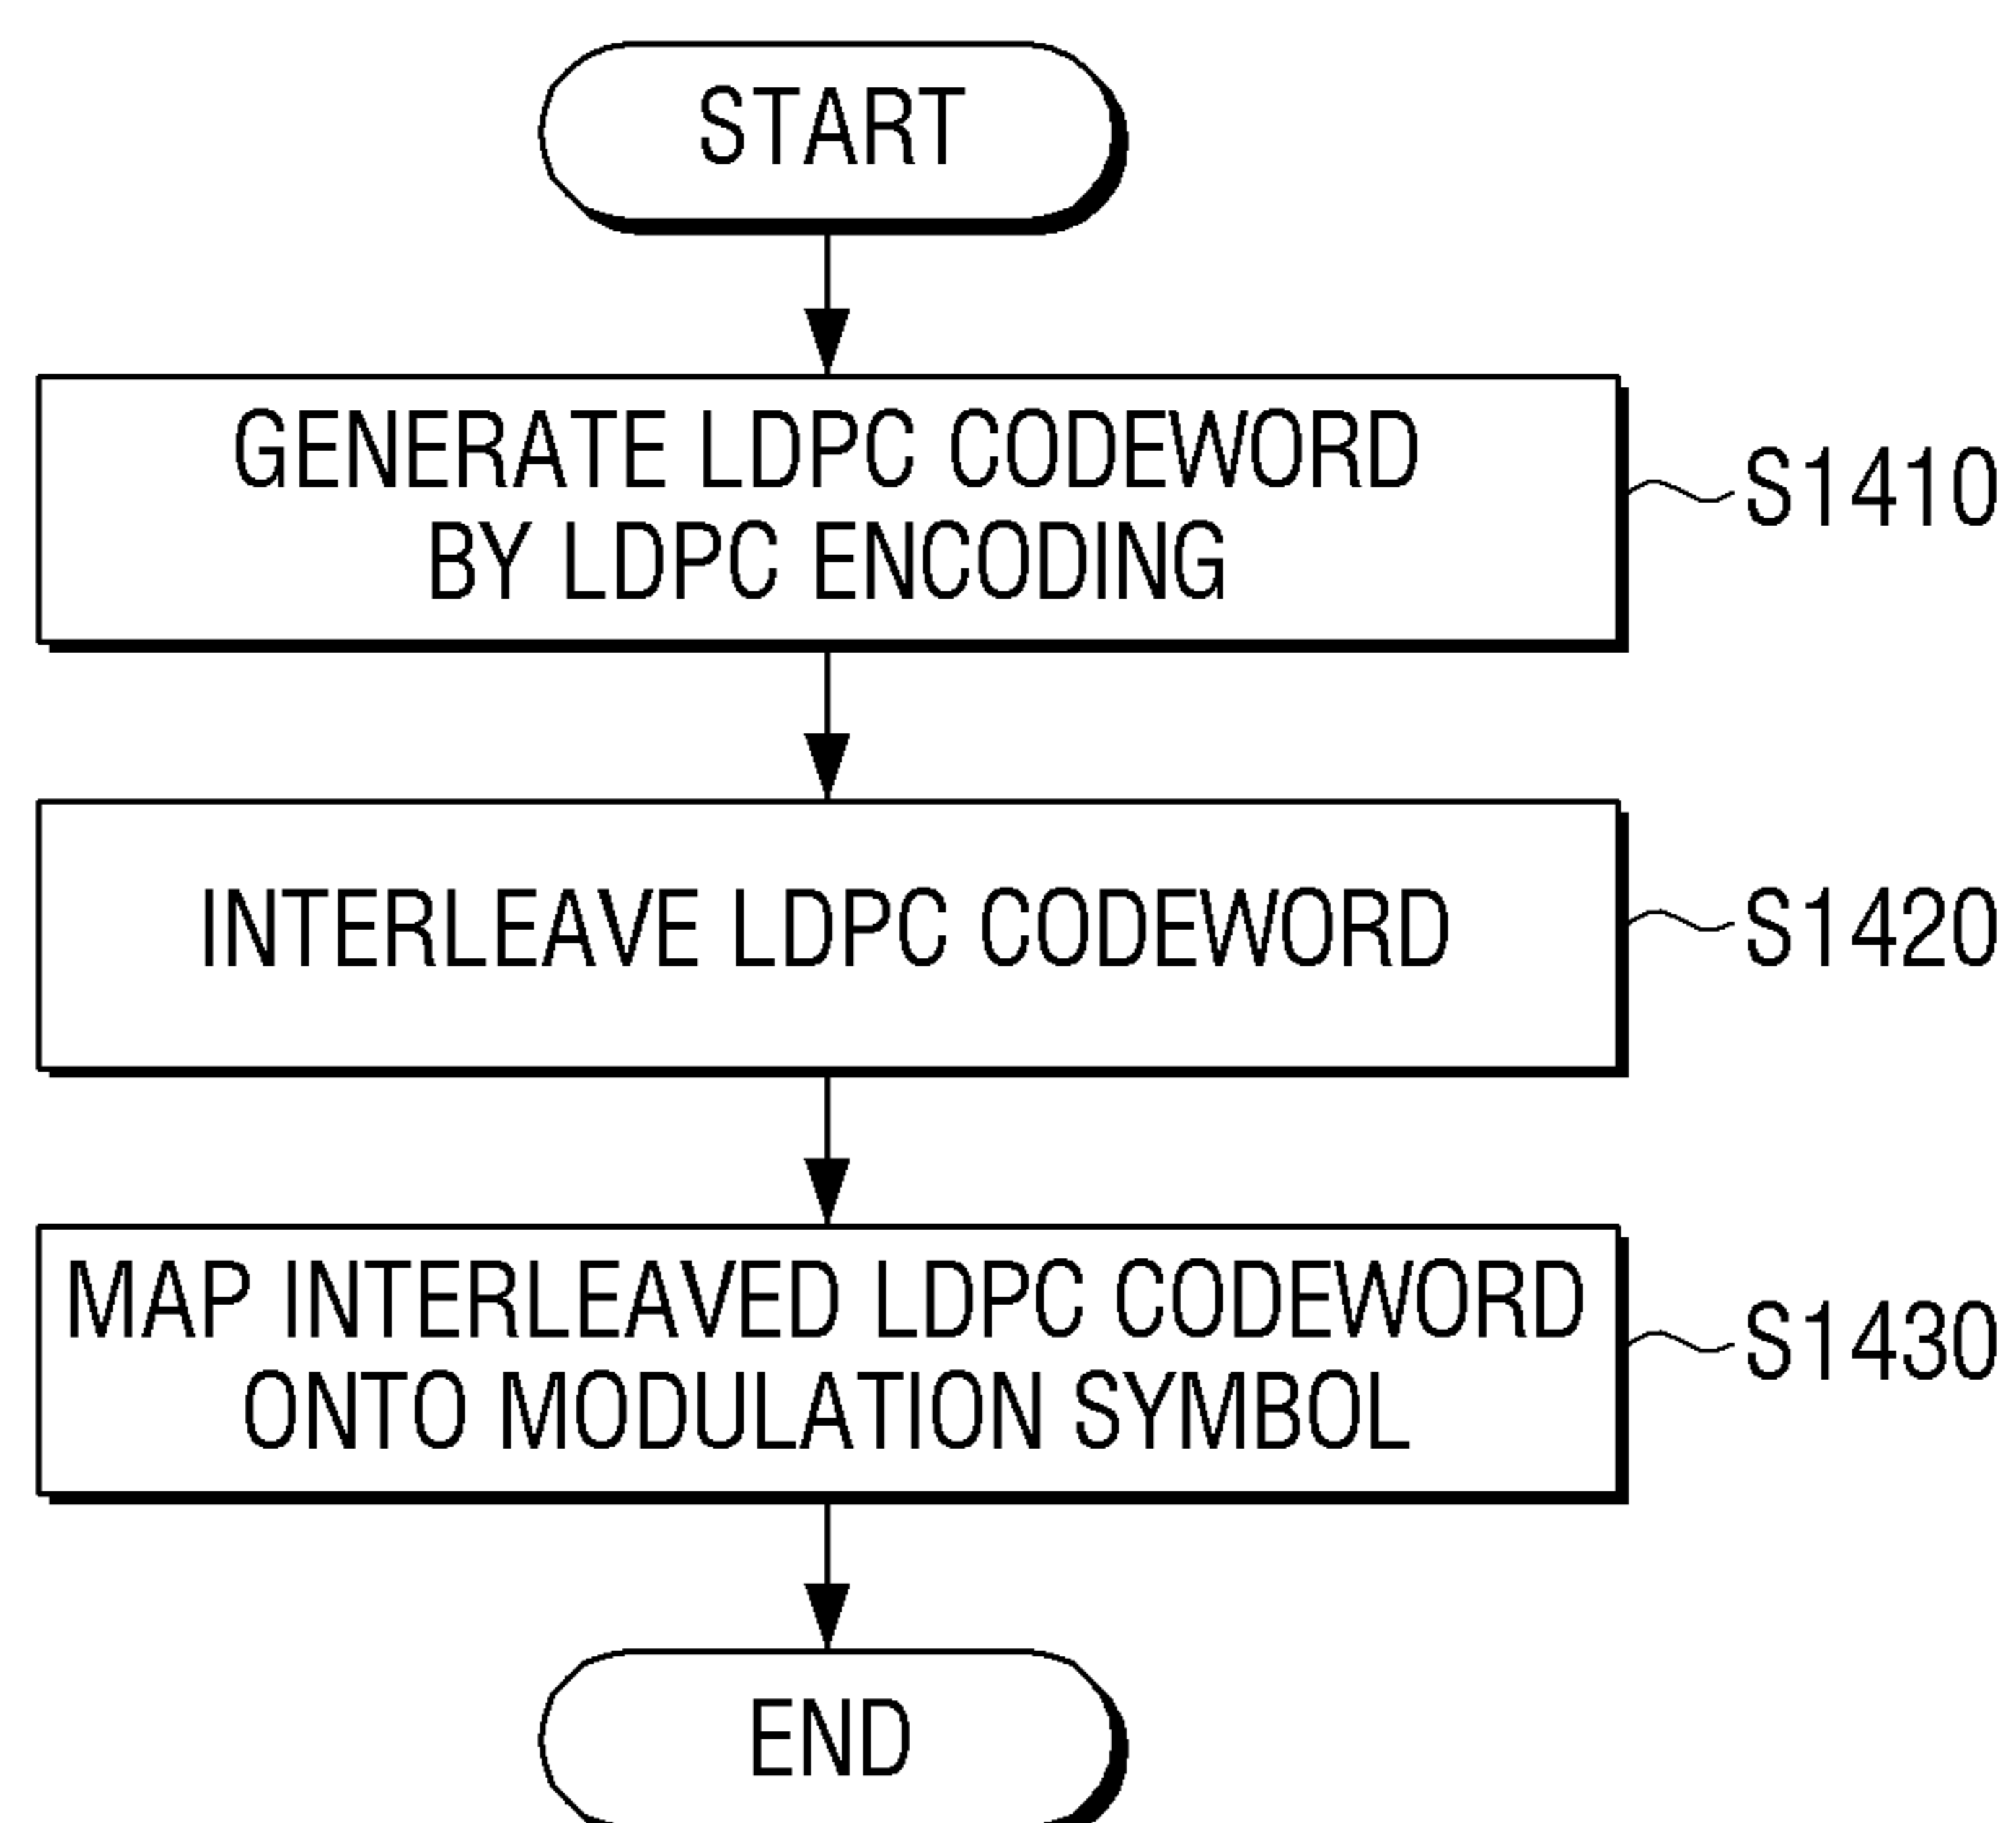 START
GENERATE LDPC CODEWORD
BY LDPC ENCODING
S1410
INTERLEAVE LDPC CODEWORD
S1420
MAP INTERLEAVED LDPC CODEWORD
ONTO MODULATION SYMBOL
S1430
END